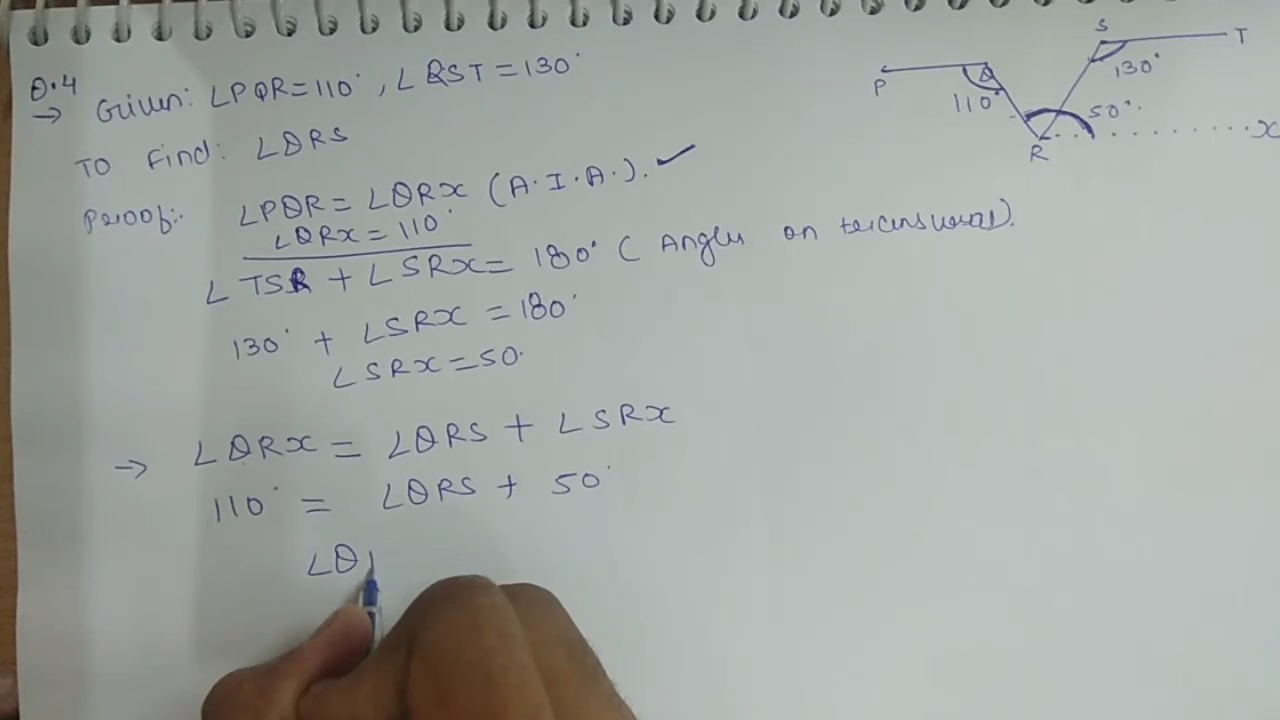 Q.4
→ Given: ∠PQR = 110°, ∠RST = 130°
To Find: ∠QRS
Proof:- ∠PQR = ∠QRX (A.I.A.). ✓
∠QRX = 110°
∠TSR + ∠SRX = 180° (Angles on transversal).
130° + ∠SRX = 180°
∠SRX = 50.
→ ∠QRX = ∠QRS + ∠SRX
110° = ∠QRS + 50°
∠Q
S
T
130°
P
Q
110°
50°.
R
X